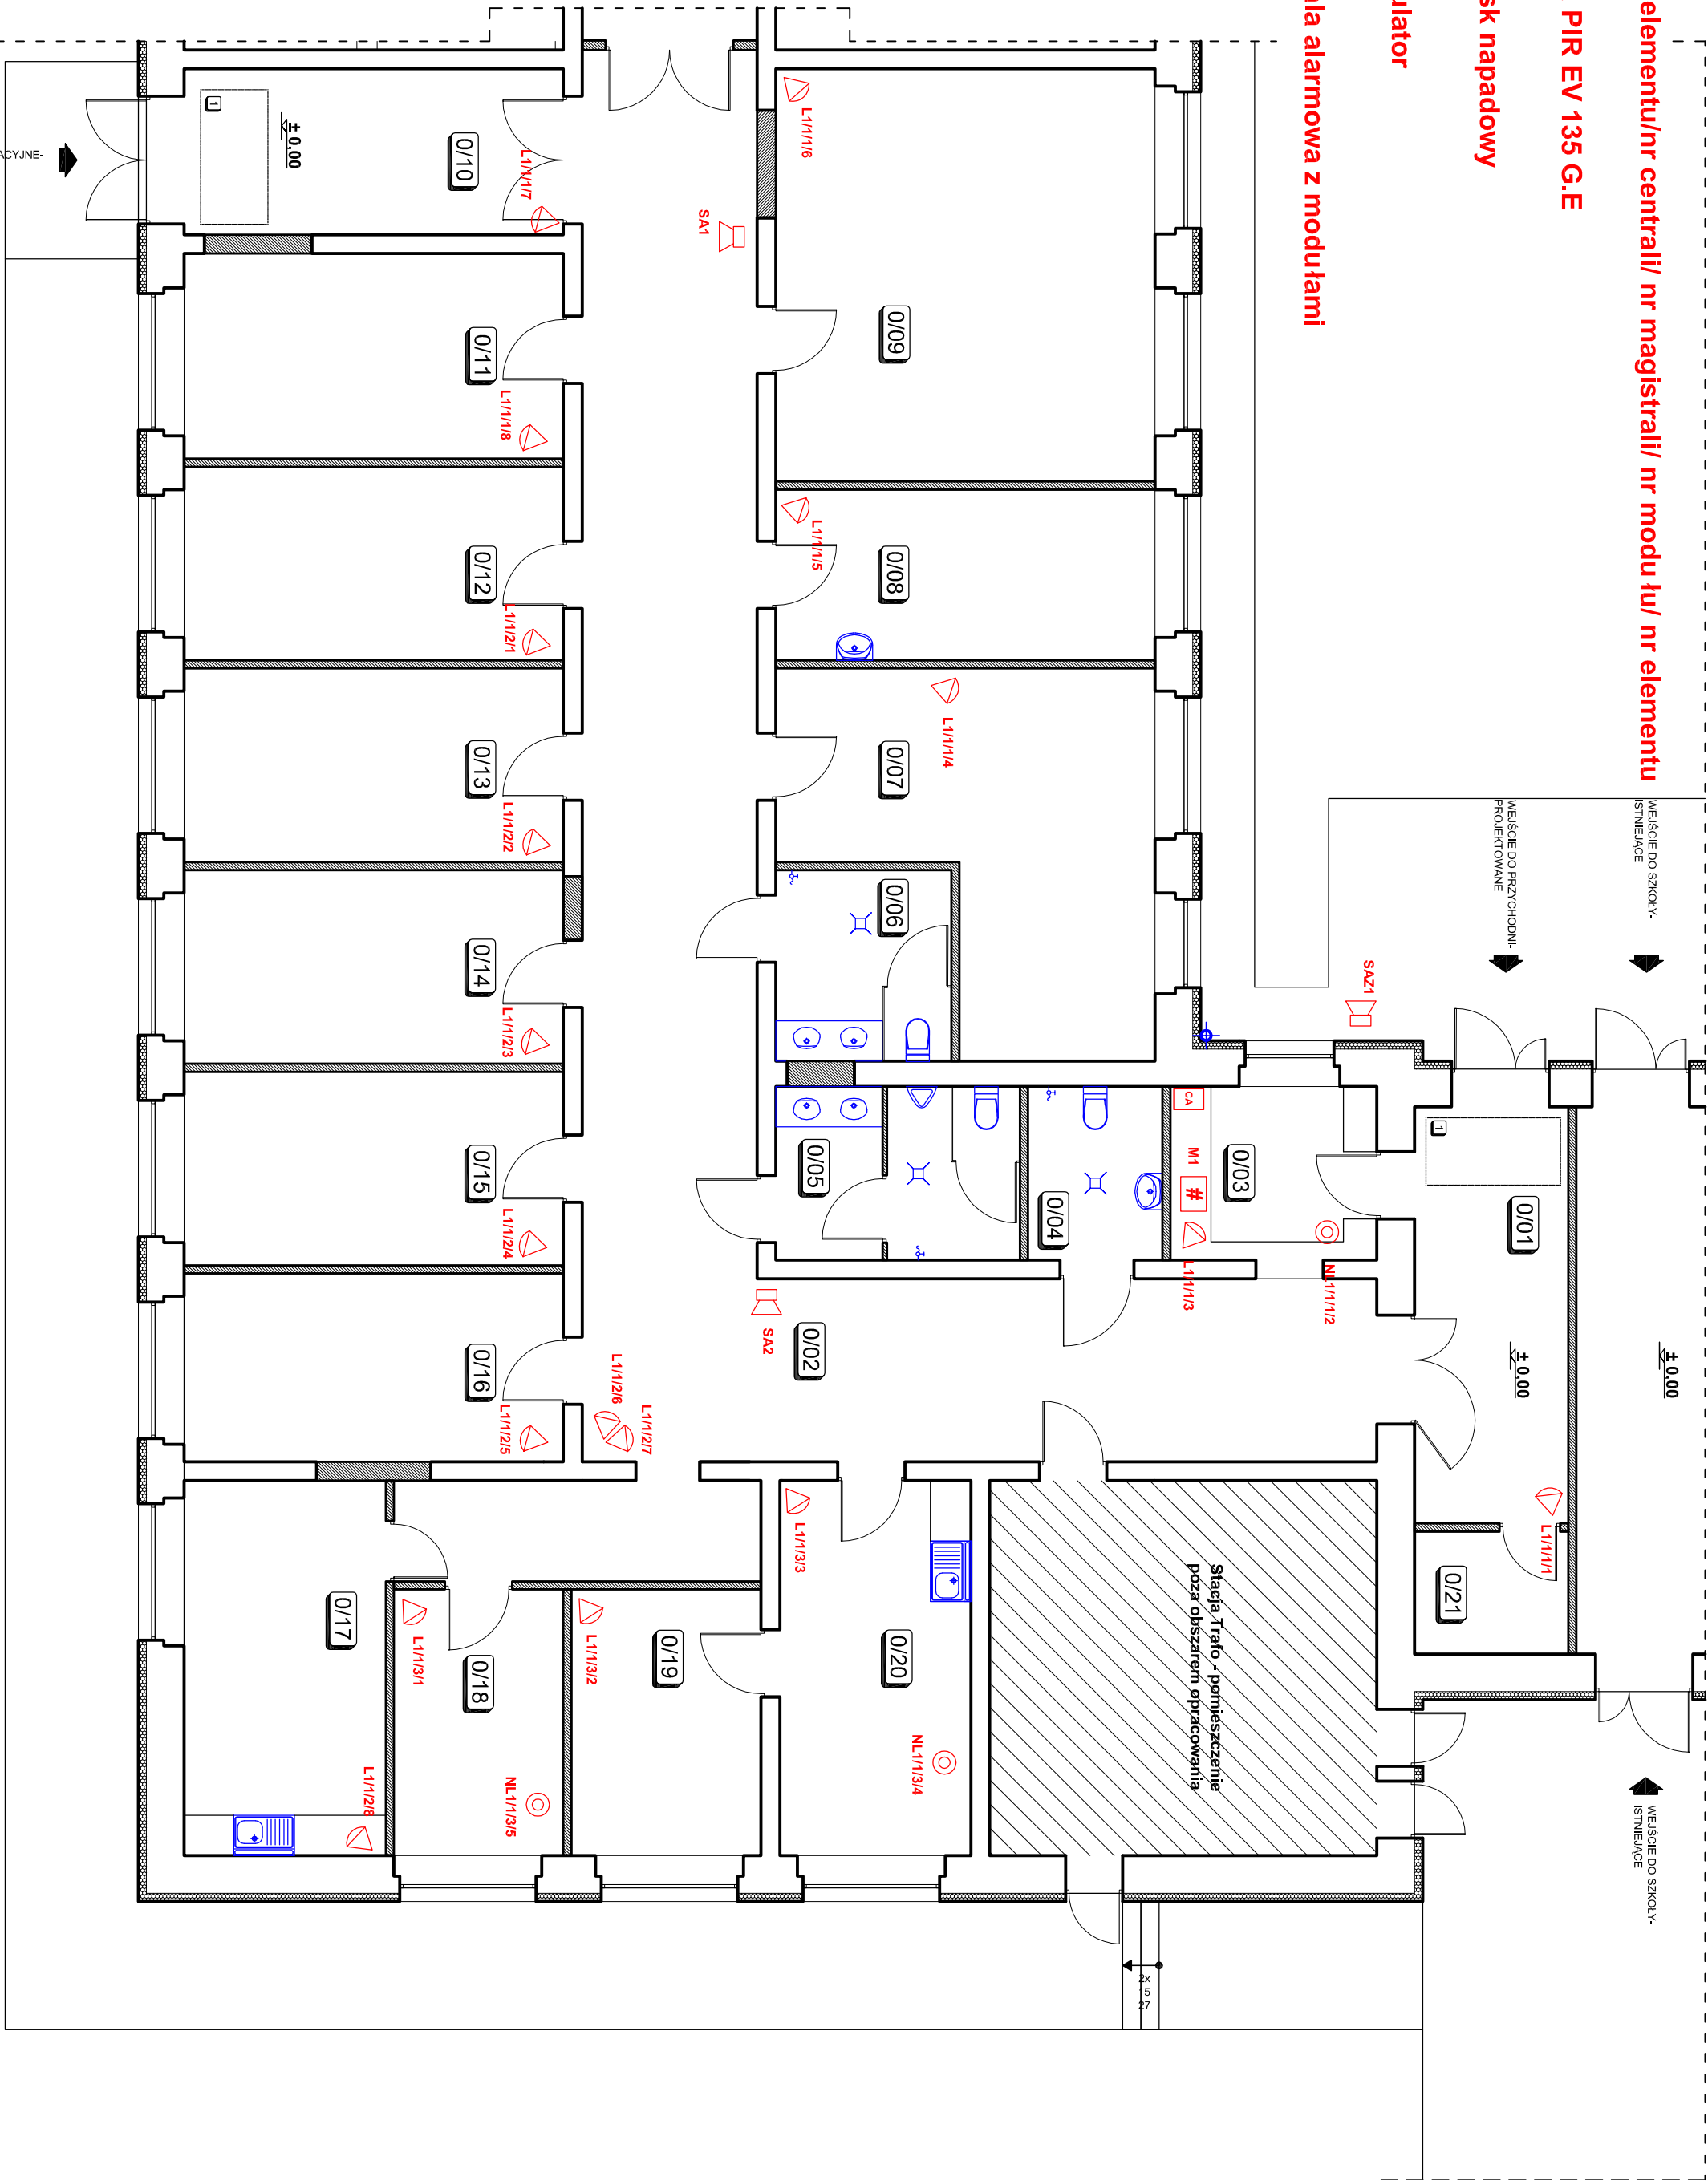 elementu/nr centrali/ nr magistrali/ nr modułu/ nr elementu
PIR EV 135 G.E
sk napadowy
ulator
ala alarmowa z modułami
WEJŚCIE DO SZKOŁY-
ISTNIEJĄCE
WEJŚCIE DO PRZYCHODNI-
PROJEKTOWANE
WEJŚCIE DO SZKOŁY-
ISTNIEJĄCE
± 0,00
± 0,00
1
0/01
L1/1/1/1
0/21
SAZ1
CA
M1
#
0/03
NL1/1/1/2
L1/1/1/3
0/04
Stacja Trafo - pomieszczenie
poza obszarem opracowania
2x
15
27
L1/1/1/6
SA1
0/09
L1/1/1/5
0/08
L1/1/1/4
0/07
0/06
0/05
0/02
SA2
L1/1/3/3
0/20
NL1/1/3/4
± 0,00
1
0/10
L1/1/1/7
0/11
L1/1/1/8
0/12
L1/1/2/1
0/13
L1/1/2/2
0/14
L1/1/2/3
0/15
L1/1/2/4
0/16
L1/1/2/5
L1/1/2/6
L1/1/2/7
0/19
L1/1/3/2
0/18
L1/1/3/1
NL1/1/3/5
0/17
L1/1/2/8
ACYJNE-